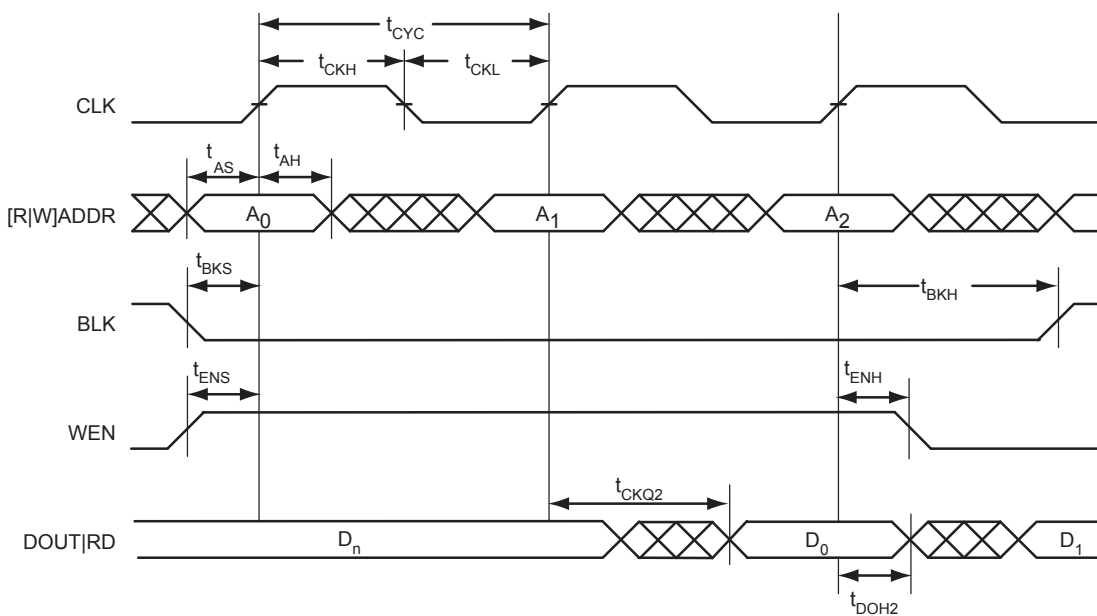 tCYC
tCKH tCKL
CLK
tAS tAH
[R|W]ADDR A0 A1 A2
tBKS tBKH
BLK
tENS tENH
WEN
tCKQ2
DOUT|RD Dn D0 D1
tDOH2